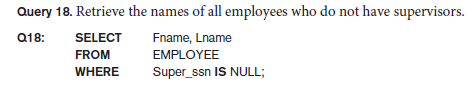 Query 18. Retrieve the names of all employees who do not have supervisors.
Q18: SELECT Fname, Lname
FROM EMPLOYEE
WHERE Super_ssn IS NULL;